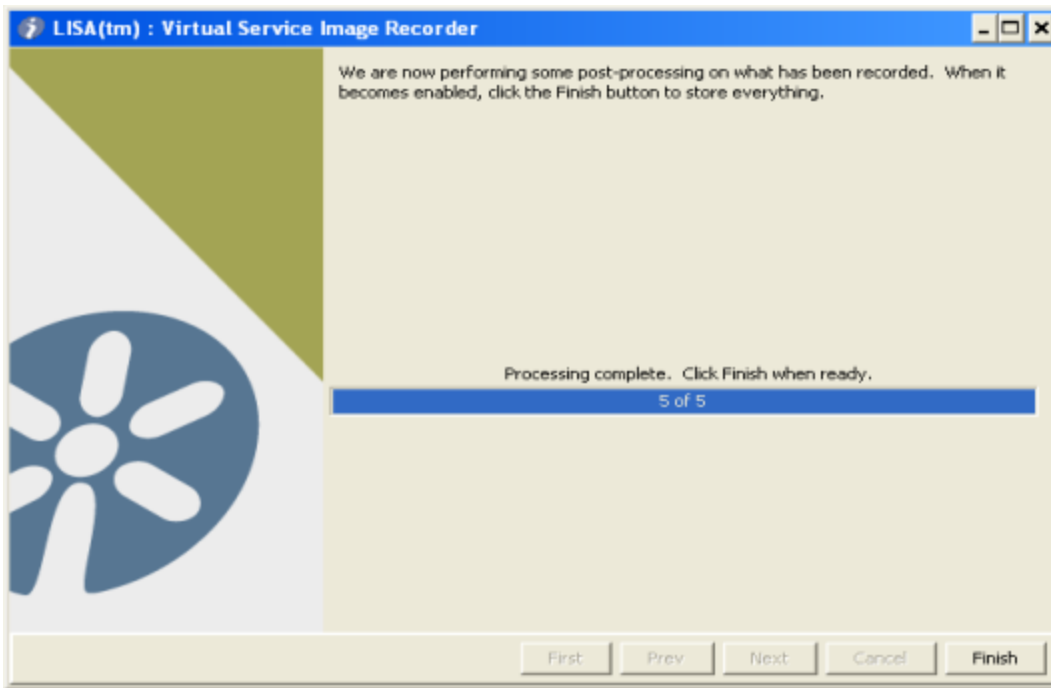 LISA(tm) : Virtual Service Image Recorder
We are now performing some post-processing on what has been recorded. When it
becomes enabled, click the Finish button to store everything.
Processing complete. Click Finish when ready.
5 of 5
First Prev Next Cancel Finish